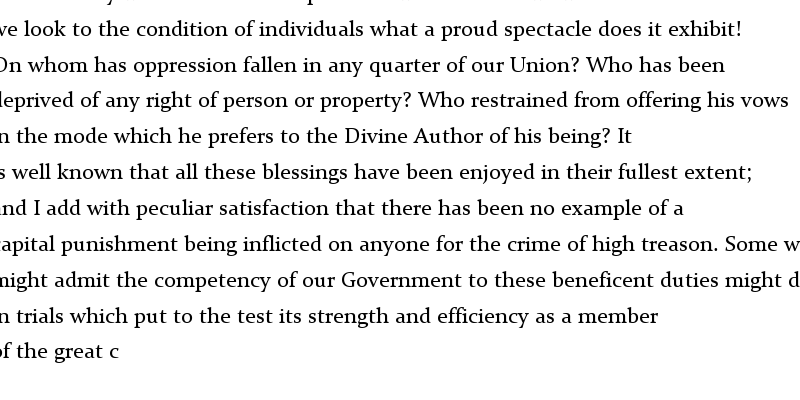 we look to the condition of individuals what a proud spectacle does it exhibit!
On whom has oppression fallen in any quarter of our Union? Who has been
deprived of any right of person or property? Who restrained from offering his vows
in the mode which he prefers to the Divine Author of his being? It
is well known that all these blessings have been enjoyed in their fullest extent;
and I add with peculiar satisfaction that there has been no example of a
capital punishment being inflicted on anyone for the crime of high treason. Some
might admit the competency of our Government to these beneficent duties might
in trials which put to the test its strength and efficiency as a member
of the great c